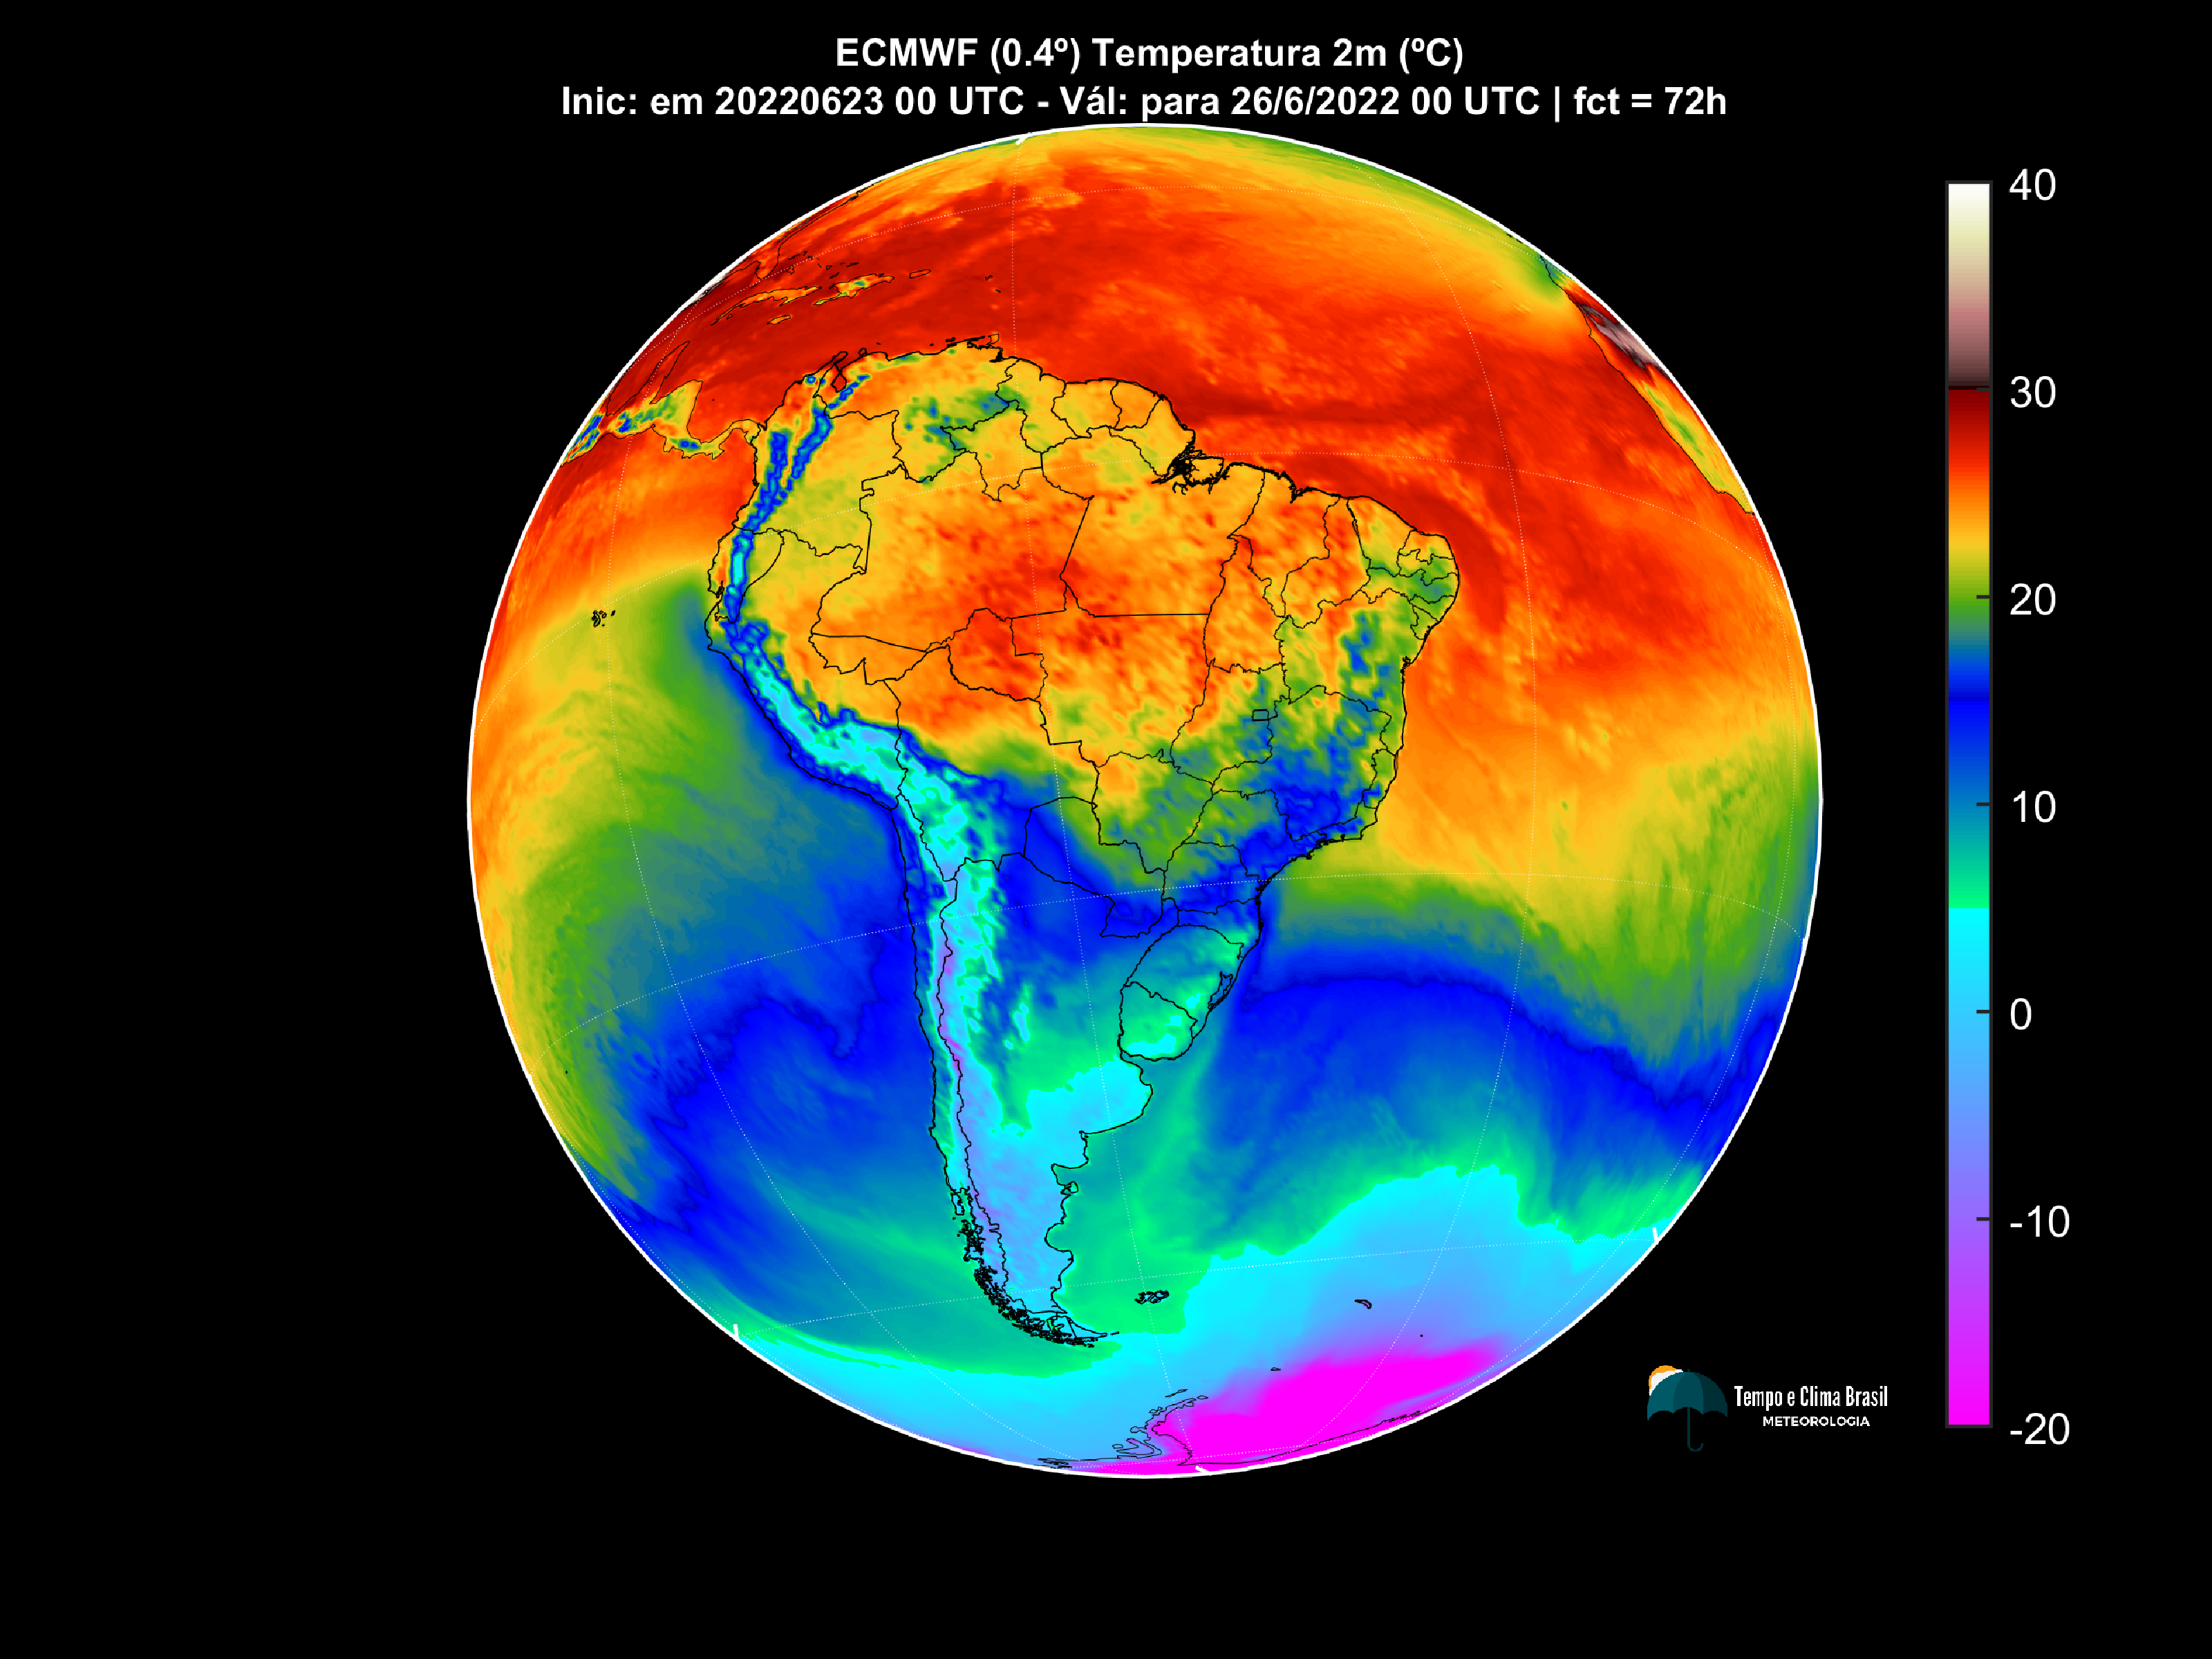 ECMWF (0.4º) Temperatura 2m (ºC)
Inic: em 20220623 00 UTC - Vál: para 26/6/2022 00 UTC | fct = 72h
40
30
20
10
0
-10
-20
Tempo e Clima Brasil
METEOROLOGIA